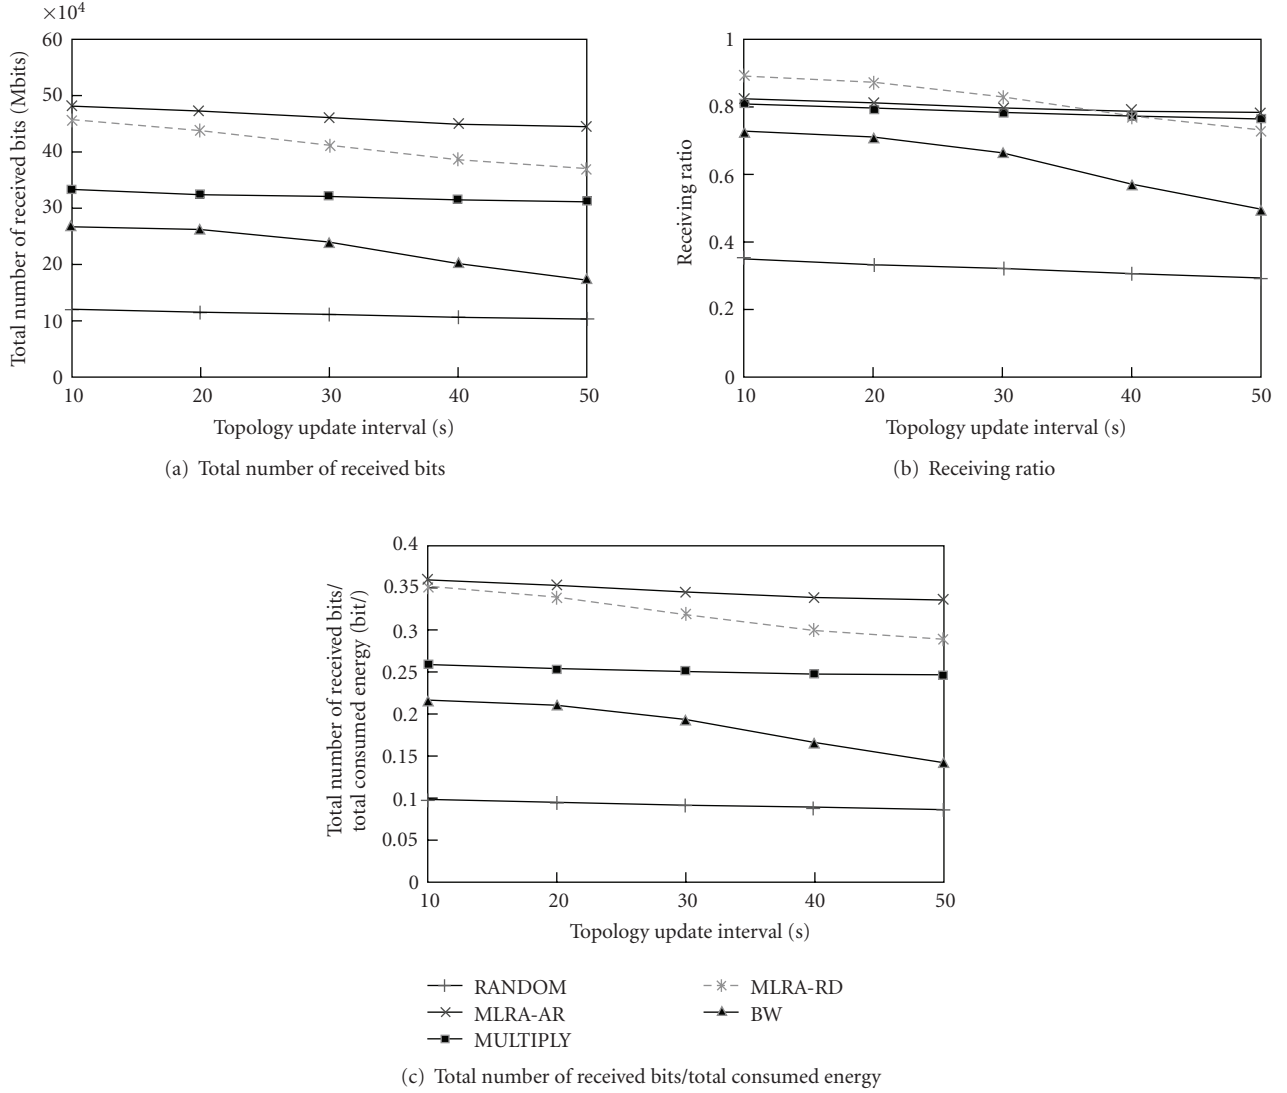 ×10⁴
60
50
40
30
20
10
0
Total number of received bits (Mbits)
10 20 30 40 50
Topology update interval (s)
(a) Total number of received bits
1
0.8
0.6
0.4
0.2
0
Receiving ratio
10 20 30 40 50
Topology update interval (s)
(b) Receiving ratio
0.4
0.35
0.3
0.25
0.2
0.15
0.1
0.05
0
Total number of received bits/
total consumed energy (bit/)
10 20 30 40 50
Topology update interval (s)
RANDOM
MLRA-AR
MULTIPLY
MLRA-RD
BW
(c) Total number of received bits/total consumed energy